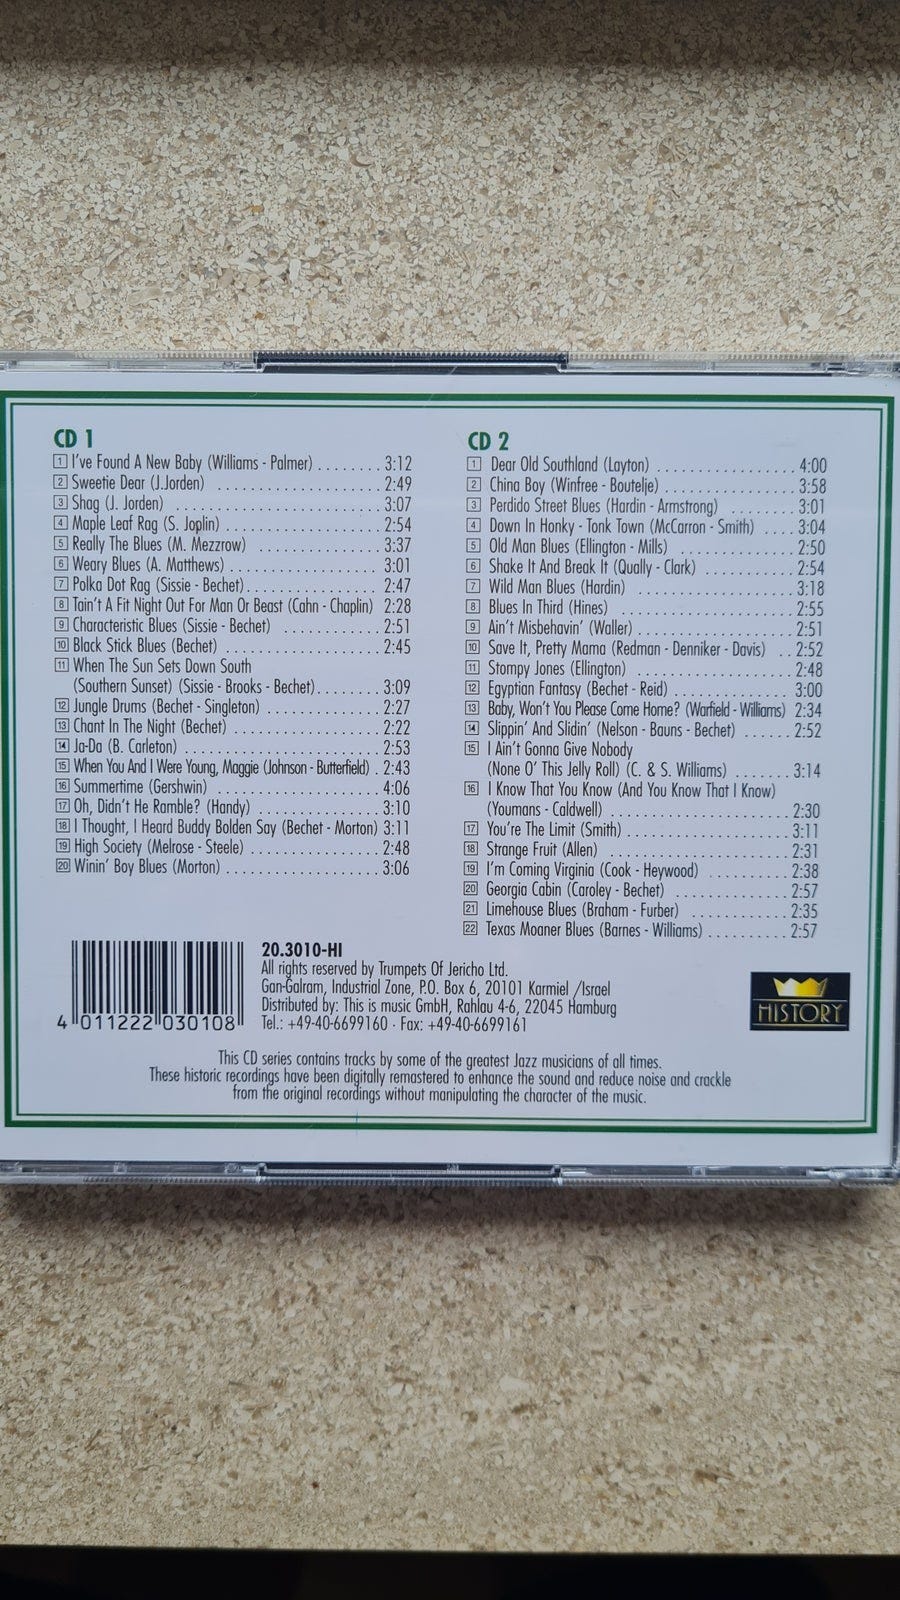 CD 1
1 I've Found A New Baby (Williams - Palmer) ........ 3:12
2 Sweetie Dear (J.Jorden) ........ 2:49
3 Shag (J. Jorden) ........ 3:07
4 Maple Leaf Rag (S. Joplin) ........ 2:54
5 Really The Blues (M. Mezzrow) ........ 3:37
6 Weary Blues (A. Matthews) ........ 3:01
7 Polka Dot Rag (Sissie - Bechet) ........ 2:47
8 Tain't A Fit Night Out For Man Or Beast (Cahn - Chaplin) 2:28
9 Characteristic Blues (Sissie - Bechet) ........ 2:51
10 Black Stick Blues (Bechet) ........ 2:45
11 When The Sun Sets Down South
(Southern Sunset) (Sissie - Brooks - Bechet) ........ 3:09
12 Jungle Drums (Bechet - Singleton) ........ 2:27
13 Chant In The Night (Bechet) ........ 2:22
14 Ja-Da (B. Carleton) ........ 2:53
15 When You And I Were Young, Maggie (Johnson - Butterfield) . 2:43
16 Summertime (Gershwin) ........ 4:06
17 Oh, Didn't He Ramble? (Handy) ........ 3:10
18 I Thought, I Heard Buddy Bolden Say (Bechet - Morton) 3:11
19 High Society (Melrose - Steele) ........ 2:48
20 Winin' Boy Blues (Morton) ........ 3:06
CD 2
1 Dear Old Southland (Layton) ........ 4:00
2 China Boy (Winfree - Boutelje) ........ 3:58
3 Perdido Street Blues (Hardin - Armstrong) ........ 3:01
4 Down In Honky - Tonk Town (McCarron - Smith) .... 3:04
5 Old Man Blues (Ellington - Mills) ........ 2:50
6 Shake It And Break It (Qually - Clark) ........ 2:54
7 Wild Man Blues (Hardin) ........ 3:18
8 Blues In Third (Hines) ........ 2:55
9 Ain't Misbehavin' (Waller) ........ 2:51
10 Save It, Pretty Mama (Redman - Denniker - Davis) .. 2:52
11 Stompy Jones (Ellington) ........ 2:48
12 Egyptian Fantasy (Bechet - Reid) ........ 3:00
13 Baby, Won't You Please Come Home? (Warfield - Williams) 2:34
14 Slippin' And Slidin' (Nelson - Bauns - Bechet) ...... 2:52
15 I Ain't Gonna Give Nobody
(None O' This Jelly Roll) (C. & S. Williams) ....... 3:14
16 I Know That You Know (And You Know That I Know)
(Youmans - Caldwell) ........ 2:30
17 You're The Limit (Smith) ........ 3:11
18 Strange Fruit (Allen) ........ 2:31
19 I'm Coming Virginia (Cook - Heywood) ........ 2:38
20 Georgia Cabin (Caroley - Bechet) ........ 2:57
21 Limehouse Blues (Braham - Furber) ........ 2:35
22 Texas Moaner Blues (Barnes - Williams) ........ 2:57
4 011222 030108
20.3010-HI
All rights reserved by Trumpets Of Jericho Ltd.
Gan-Galram, Industrial Zone, P.O. Box 6, 20101 Karmiel /Israel
Distributed by: This is music GmbH, Rahlau 4-6, 22045 Hamburg
Tel.: +49-40-6699160 · Fax: +49-40-6699161
HISTORY
This CD series contains tracks by some of the greatest Jazz musicians of all times.
These historic recordings have been digitally remastered to enhance the sound and reduce noise and crackle
from the original recordings without manipulating the character of the music.